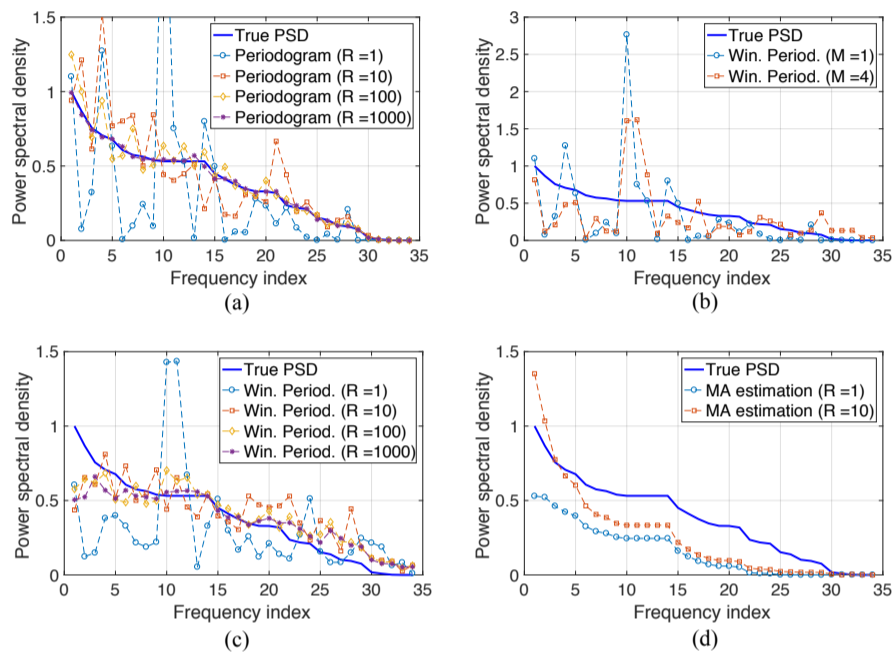 Power spectral density
1.5
1
0.5
0
0 5 10 15 20 25 30 35
Frequency index
True PSD
Periodogram (R =1)
Periodogram (R =10)
Periodogram (R =100)
Periodogram (R =1000)
(a)
Power spectral density
3
2.5
2
1.5
1
0.5
0
0 5 10 15 20 25 30 35
Frequency index
True PSD
Win. Period. (M =1)
Win. Period. (M =4)
(b)
Power spectral density
1.5
1
0.5
0
0 5 10 15 20 25 30 35
Frequency index
True PSD
Win. Period. (R =1)
Win. Period. (R =10)
Win. Period. (R =100)
Win. Period. (R =1000)
(c)
Power spectral density
1.5
1
0.5
0
0 5 10 15 20 25 30 35
Frequency index
True PSD
MA estimation (R =1)
MA estimation (R =10)
(d)